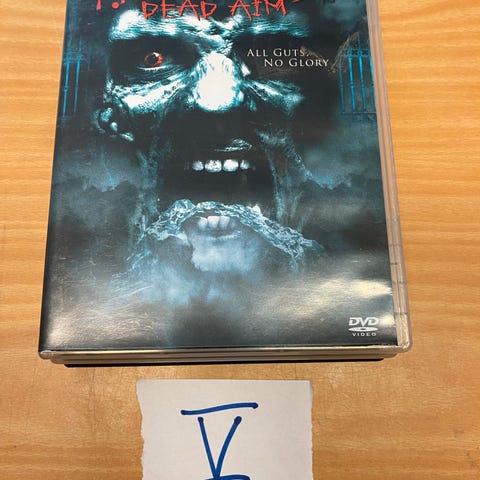 DEAD AIM
ALL GUTS.
NO GLORY
DVD
VIDEO
V